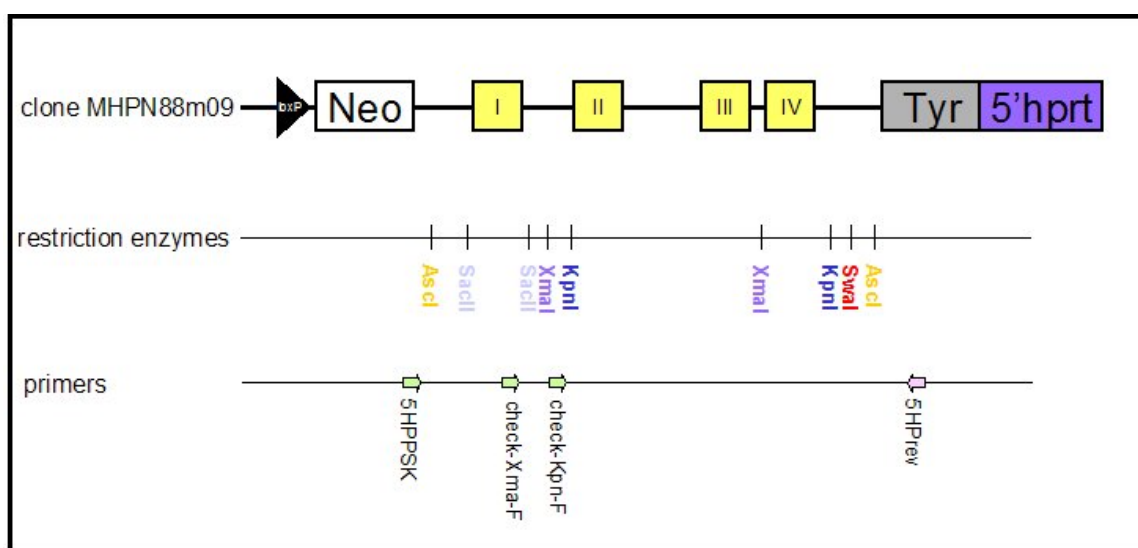 clone MHPN88m09 bxP Neo I II III IV Tyr 5'hprt
restriction enzymes
AscI SacII SacII XmaI KpnI XmaI KpnI SwaI AscI
primers
5HPPSK check-Xma-F check-Kpn-F 5HPrev